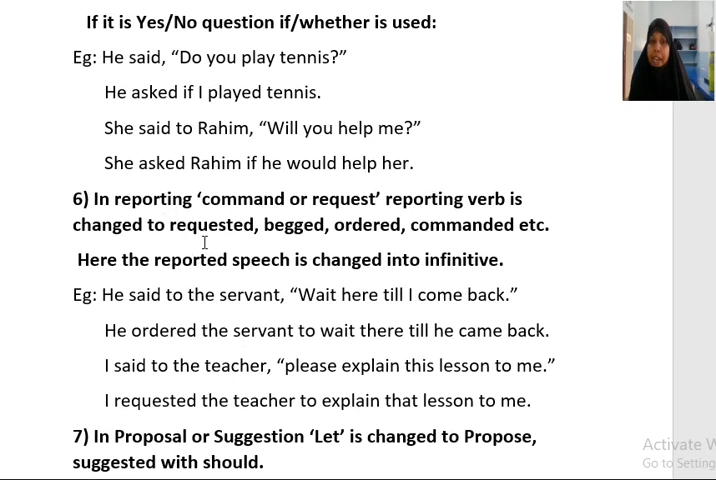 If it is Yes/No question if/whether is used:
Eg: He said, “Do you play tennis?”
He asked if I played tennis.
She said to Rahim, “Will you help me?”
She asked Rahim if he would help her.
6) In reporting ‘command or request’ reporting verb is
changed to requested, begged, ordered, commanded etc.
Here the reported speech is changed into infinitive.
Eg: He said to the servant, “Wait here till I come back.”
He ordered the servant to wait there till he came back.
I said to the teacher, “please explain this lesson to me.”
I requested the teacher to explain that lesson to me.
7) In Proposal or Suggestion ‘Let’ is changed to Propose,
suggested with should.
Activate W
Go to Setting